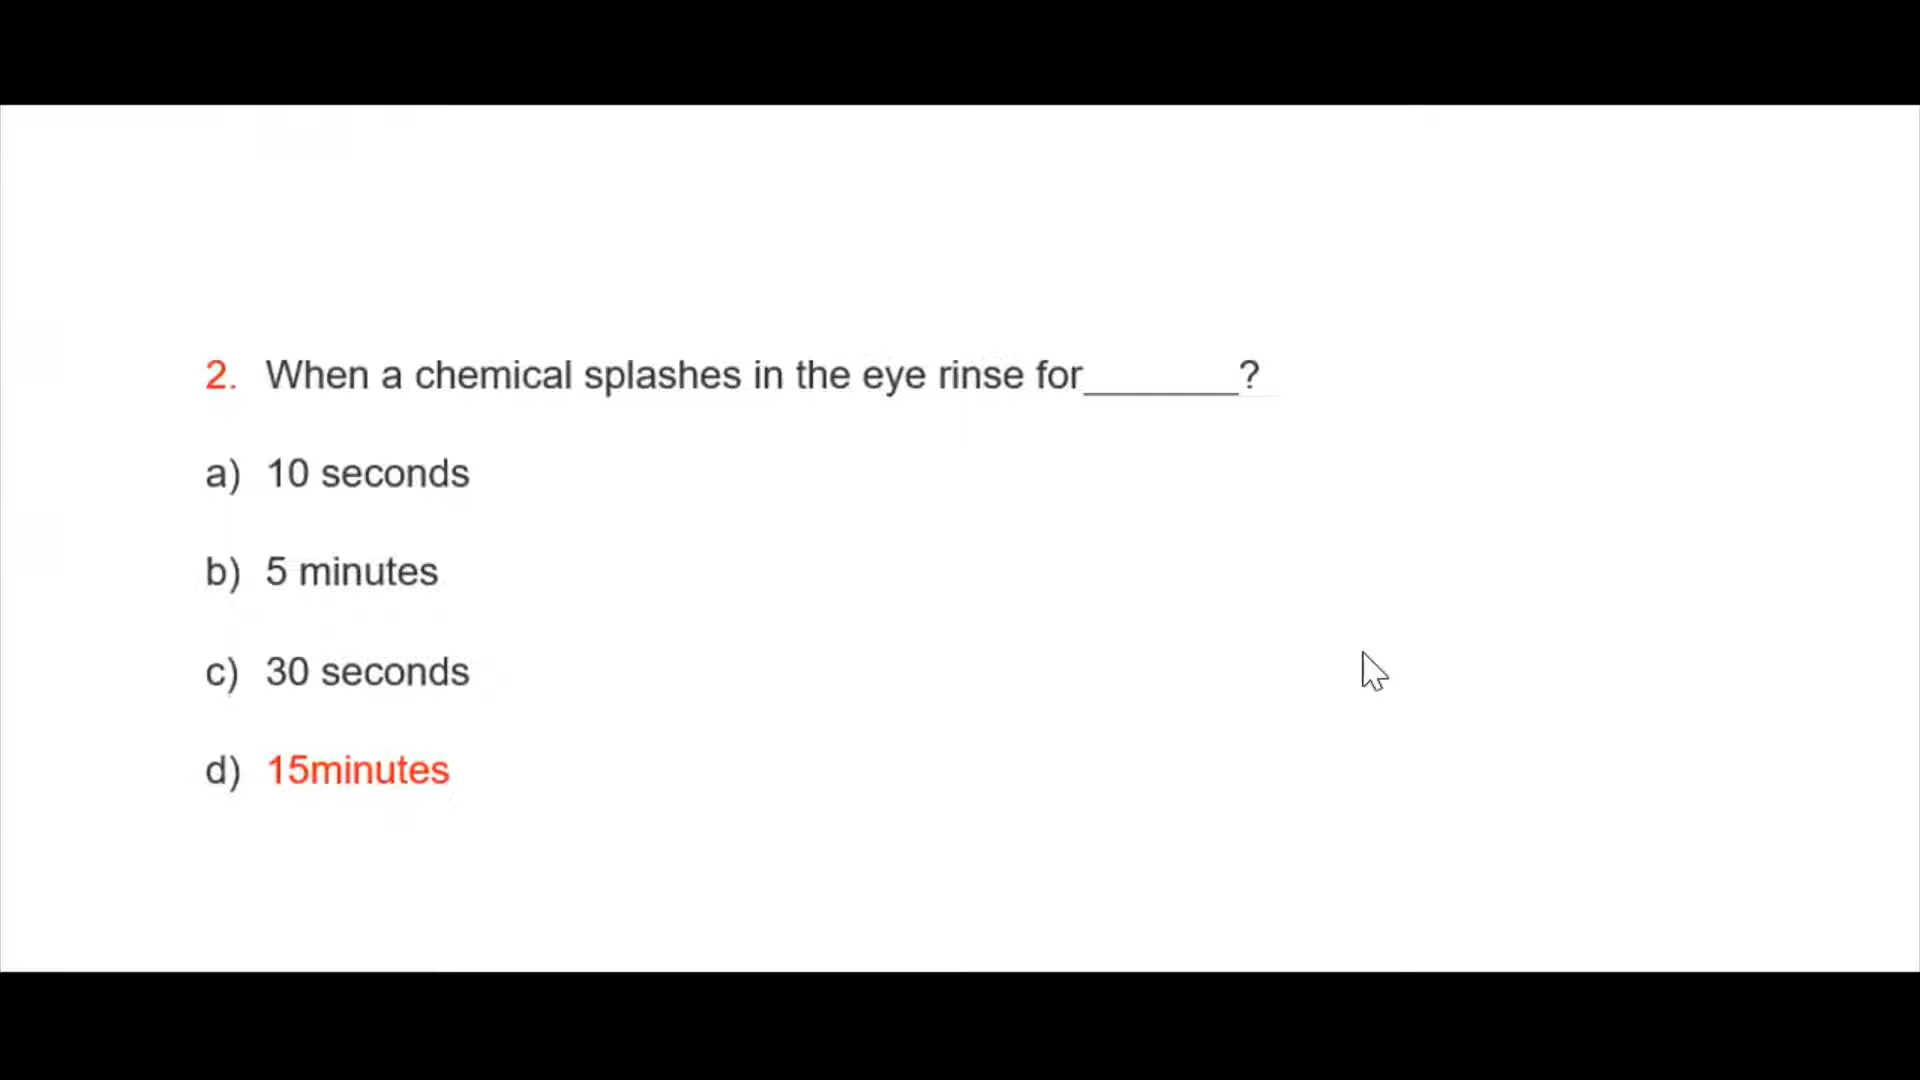 2. When a chemical splashes in the eye rinse for_______?
a) 10 seconds
b) 5 minutes
c) 30 seconds
d) 15minutes